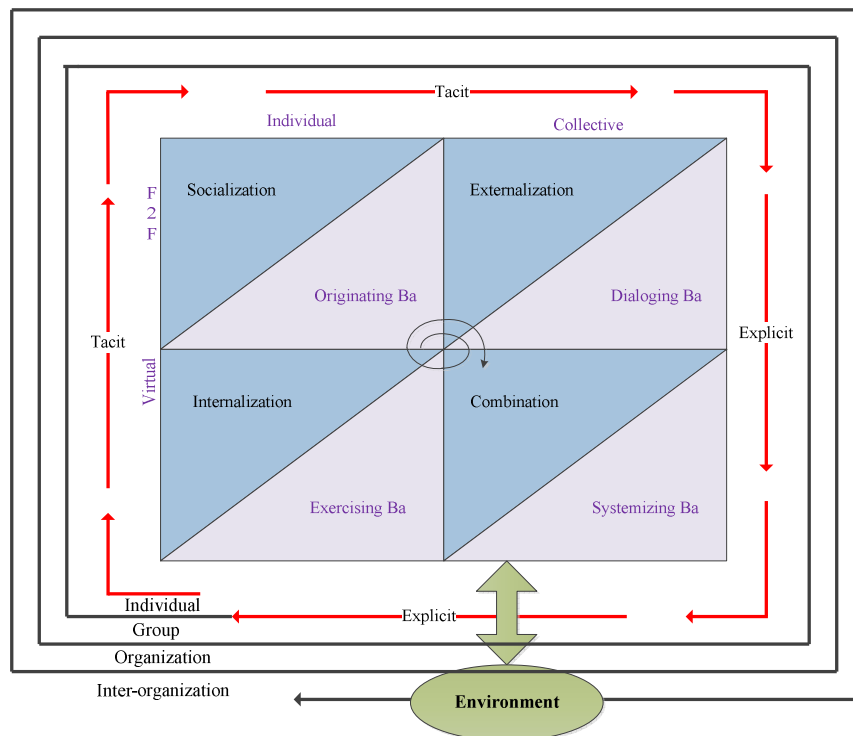 Tacit
Individual
Collective
F
2
F
Socialization
Externalization
Originating Ba
Dialoging Ba
Tacit
Explicit
Virtual
Internalization
Combination
Exercising Ba
Systemizing Ba
Individual
Explicit
Group
Organization
Inter-organization
Environment